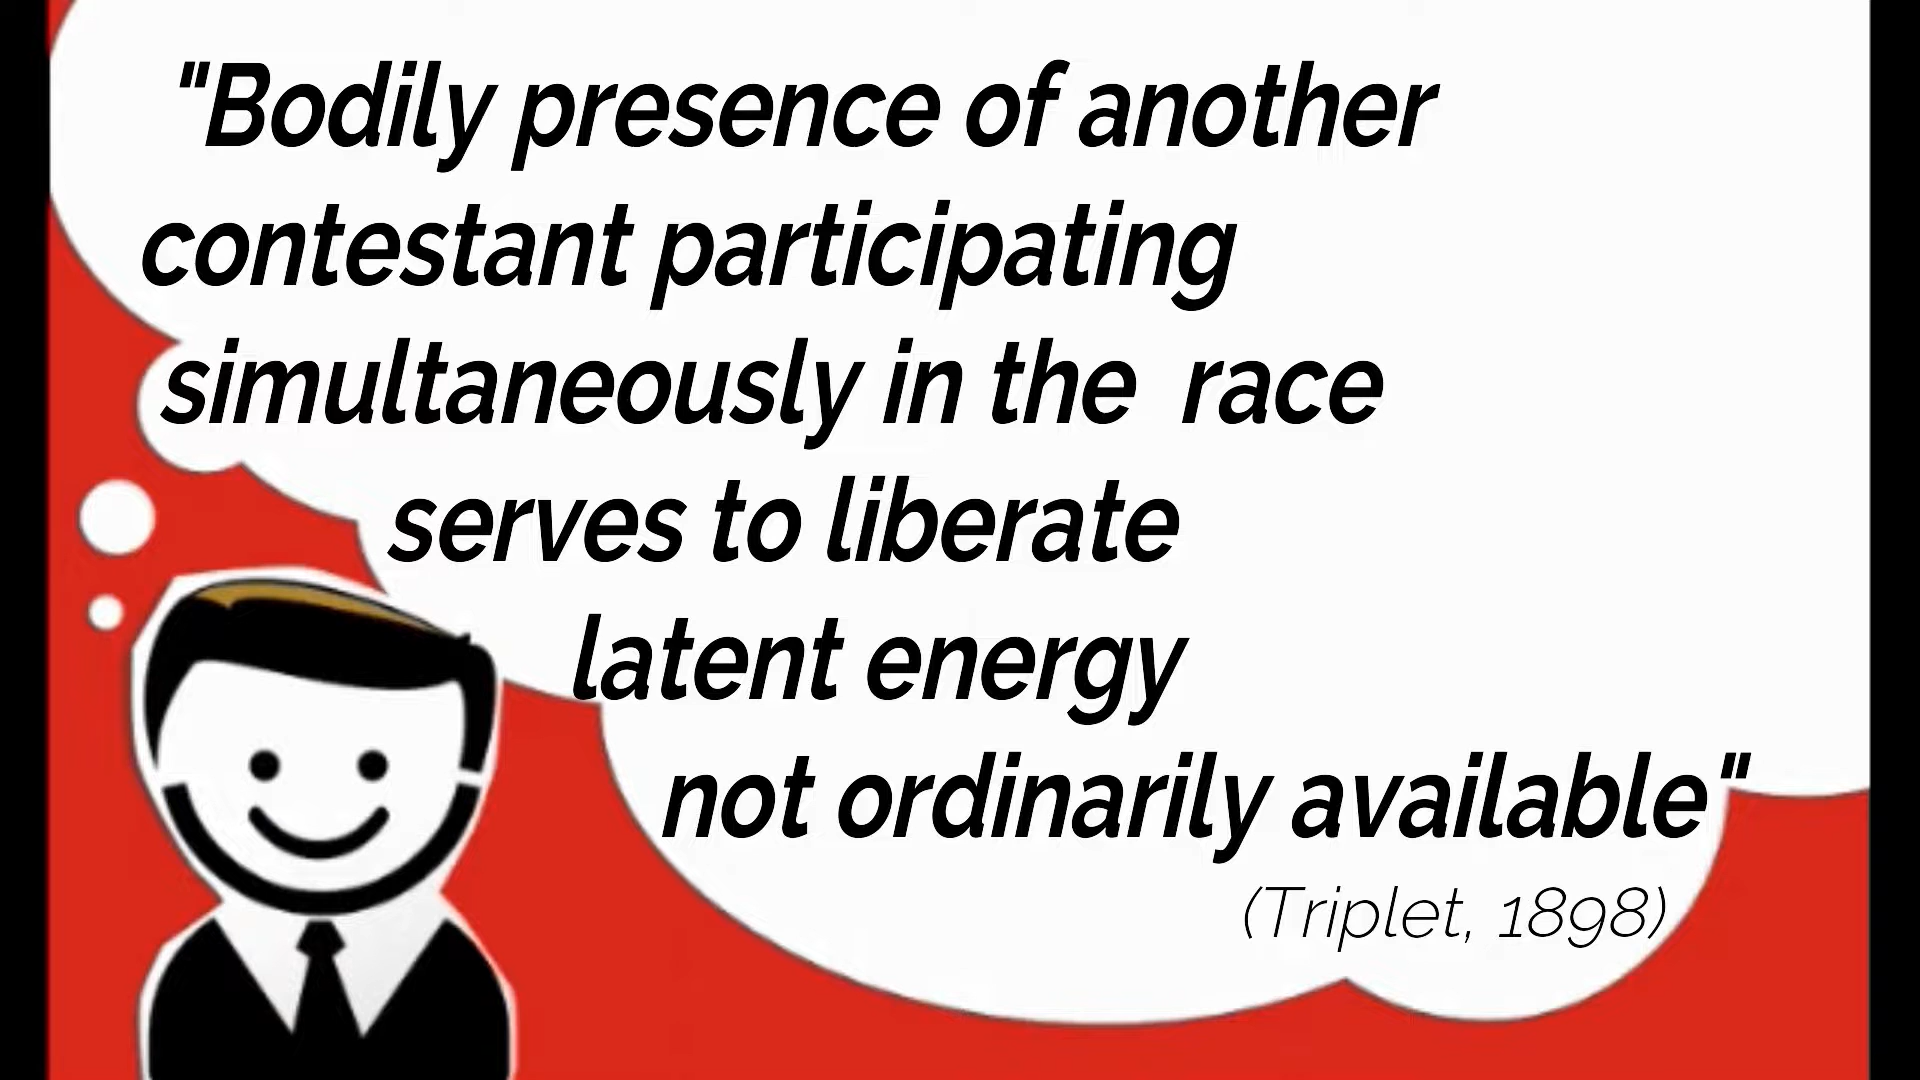 "Bodily presence of another
contestant participating
simultaneously in the race
serves to liberate
latent energy
not ordinarily available"
(Triplet, 1898)